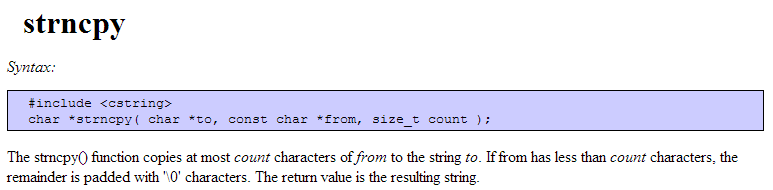 strncpy
Syntax:
#include <cstring>
char *strncpy( char *to, const char *from, size_t count );
The strncpy() function copies at most count characters of from to the string to. If from has less than count characters, the
remainder is padded with '\0' characters. The return value is the resulting string.